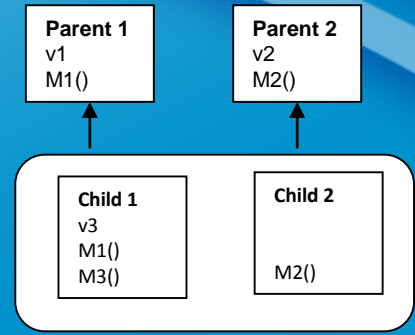 Parent 1
v1
M1()
Parent 2
v2
M2()
Child 1
v3
M1()
M3()
Child 2
M2()